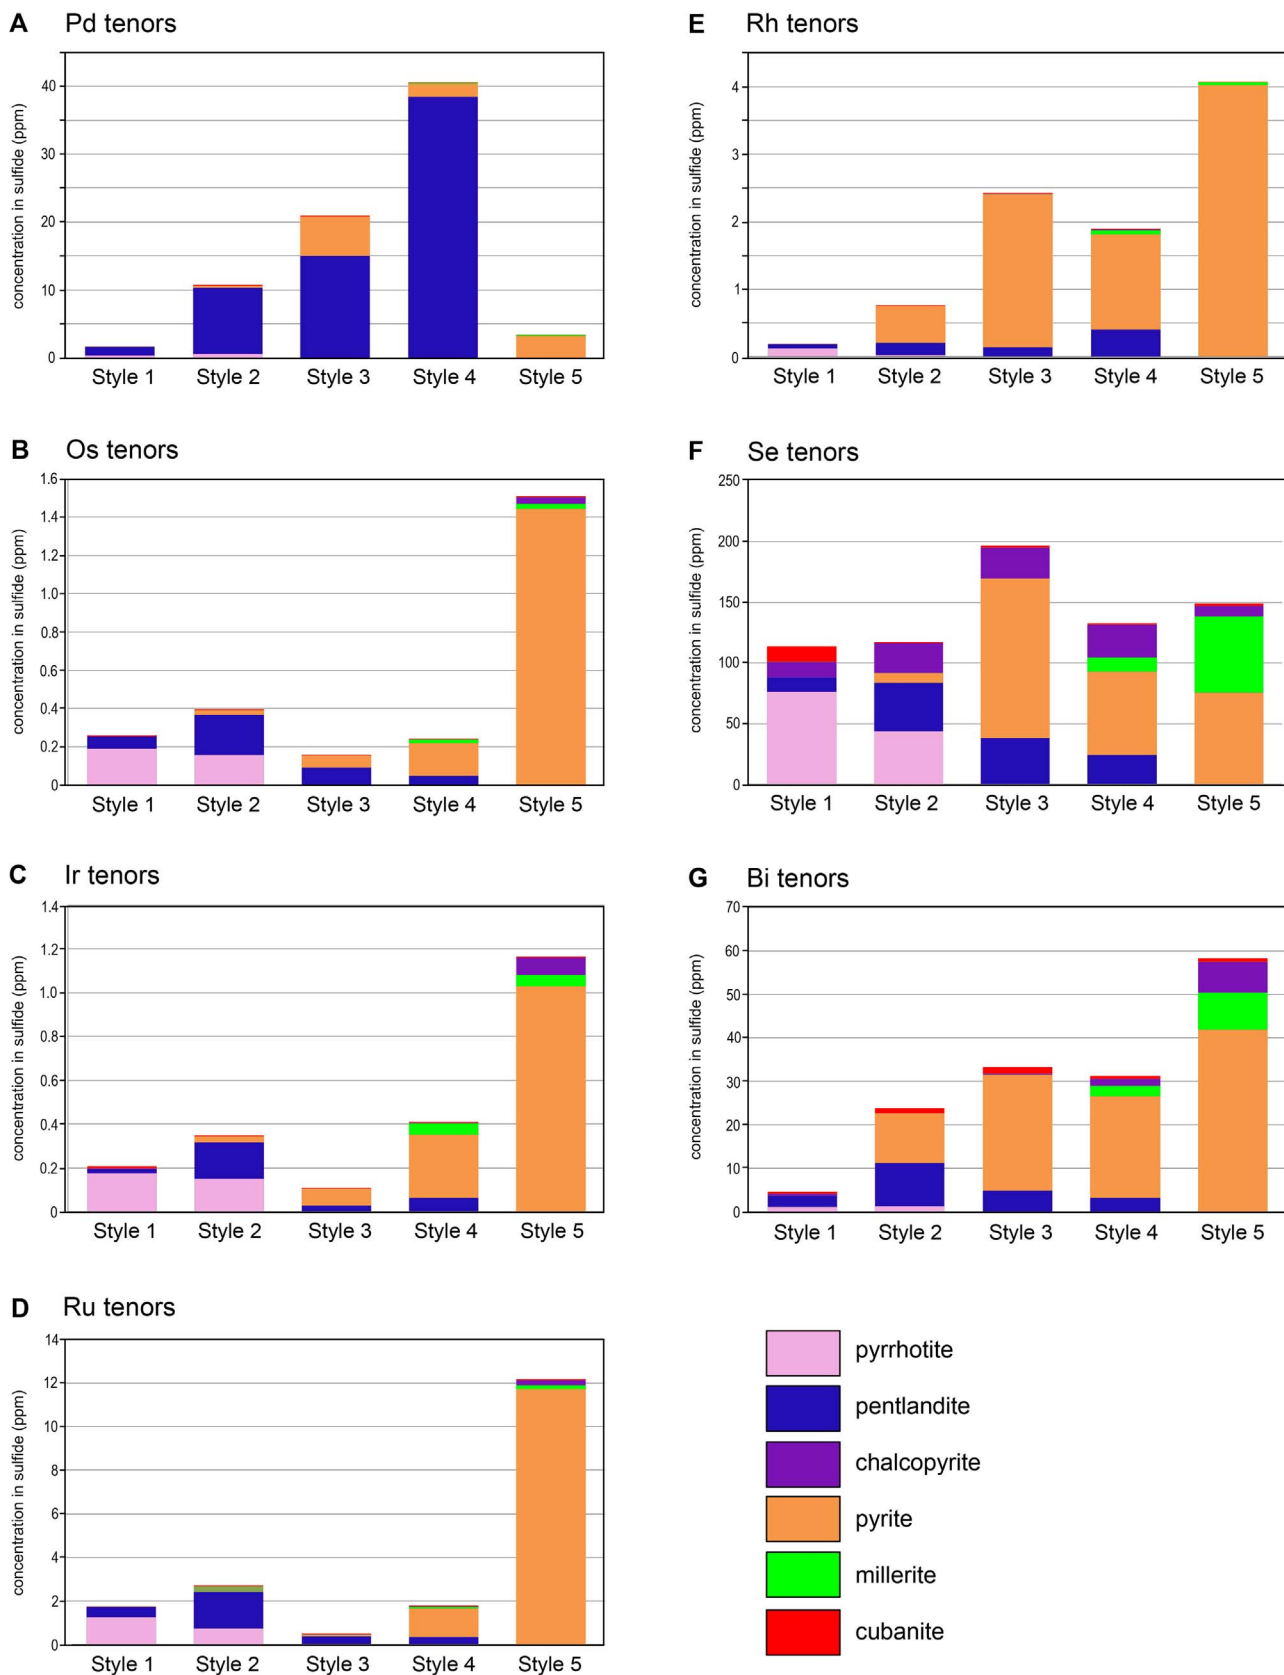 A Pd tenors
concentration in sulfide (ppm)
40
30
20
10
0
Style 1 Style 2 Style 3 Style 4 Style 5
E Rh tenors
concentration in sulfide (ppm)
4
3
2
1
0
Style 1 Style 2 Style 3 Style 4 Style 5
B Os tenors
concentration in sulfide (ppm)
1.6
1.4
1.2
1.0
0.8
0.6
0.4
0.2
0
Style 1 Style 2 Style 3 Style 4 Style 5
F Se tenors
concentration in sulfide (ppm)
250
200
150
100
50
0
Style 1 Style 2 Style 3 Style 4 Style 5
C Ir tenors
concentration in sulfide (ppm)
1.4
1.2
1.0
0.8
0.6
0.4
0.2
0
Style 1 Style 2 Style 3 Style 4 Style 5
G Bi tenors
concentration in sulfide (ppm)
70
60
50
40
30
20
10
0
Style 1 Style 2 Style 3 Style 4 Style 5
D Ru tenors
concentration in sulfide (ppm)
14
12
10
8
6
4
2
0
Style 1 Style 2 Style 3 Style 4 Style 5
pyrrhotite
pentlandite
chalcopyrite
pyrite
millerite
cubanite